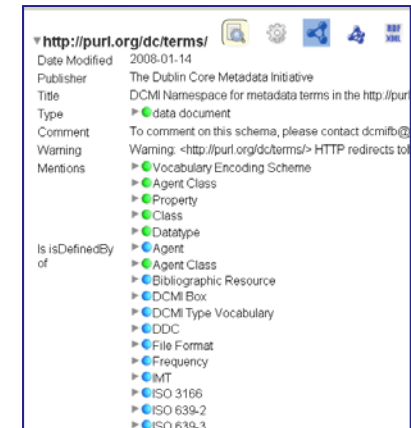 http://purl.org/dc/terms/
RDF
XML
Date Modified 2008-01-14
Publisher The Dublin Core Metadata Initiative
Title DCMI Namespace for metadata terms in the http://purl
Type data document
Comment To comment on this schema, please contact dcmifb@
Warning Warning: <http://purl.org/dc/terms/> HTTP redirects to
Mentions Vocabulary Encoding Scheme
Agent Class
Property
Class
Datatype
Is isDefinedBy Agent
of Agent Class
Bibliographic Resource
DCMI Box
DCMI Type Vocabulary
DDC
File Format
Frequency
IMT
ISO 3166
ISO 639-2
ISO 639-3